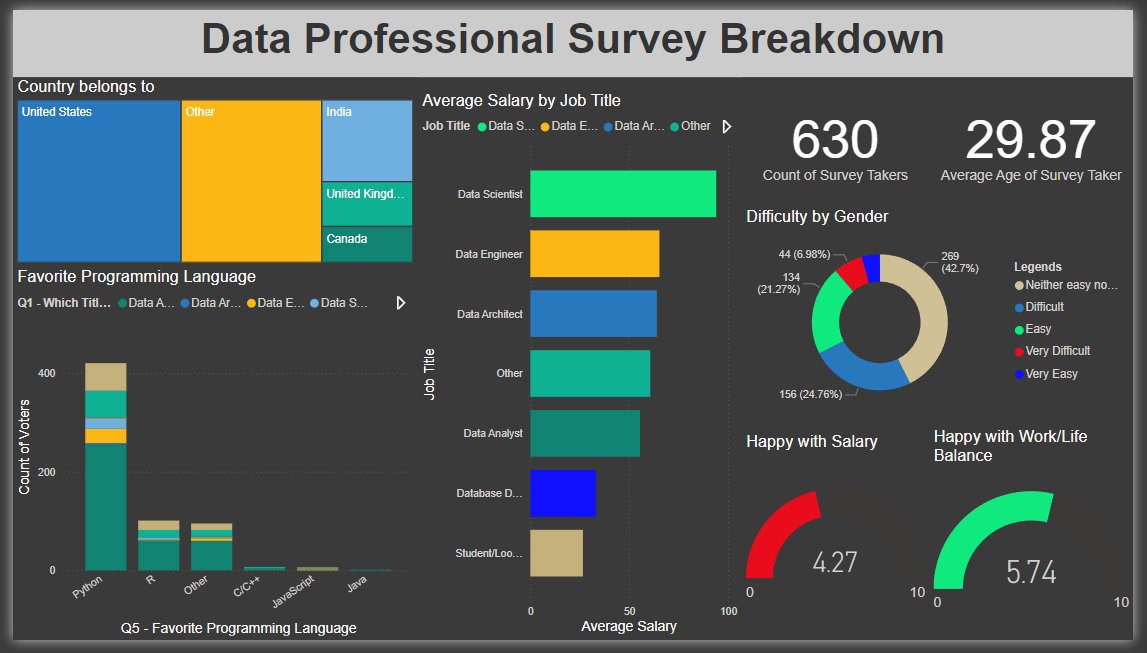 Data Professional Survey Breakdown
Country belongs to
United States
Other
India
United Kingd...
Canada
Favorite Programming Language
Q1 - Which Titl...
Data A...
Data Ar...
Data E...
Data S...
Count of Voters
400
200
0
Python
R
Other
C/C++
JavaScript
Java
Q5 - Favorite Programming Language
Average Salary by Job Title
Job Title
Data S...
Data E...
Data Ar...
Other
Job Title
Data Scientist
Data Engineer
Data Architect
Other
Data Analyst
Database D...
Student/Loo...
0
50
100
Average Salary
630
Count of Survey Takers
29.87
Average Age of Survey Taker
Difficulty by Gender
44 (6.98%)
134
(21.27%)
269
(42.7%)
156 (24.76%)
Legends
Neither easy no...
Difficult
Easy
Very Difficult
Very Easy
Happy with Salary
4.27
0
10
Happy with Work/Life
Balance
5.74
0
10